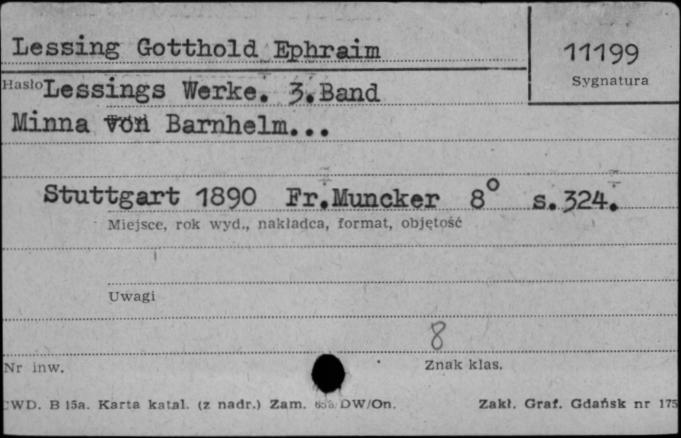 Lessing Gotthold Ephraim
11199
Sygnatura
Hasło Lessings Werke. 3. Band
Minna von Barnhelm...
Stuttgart 1890 Fr. Muncker 8° s. 324.
Miejsce, rok wyd., nakładca, format, objętość
Uwagi
8
Nr inw.
Znak klas.
CWD. B 15a. Karta katal. (z nadr.) Zam. DW/On.
Zakł. Graf. Gdańsk nr 175